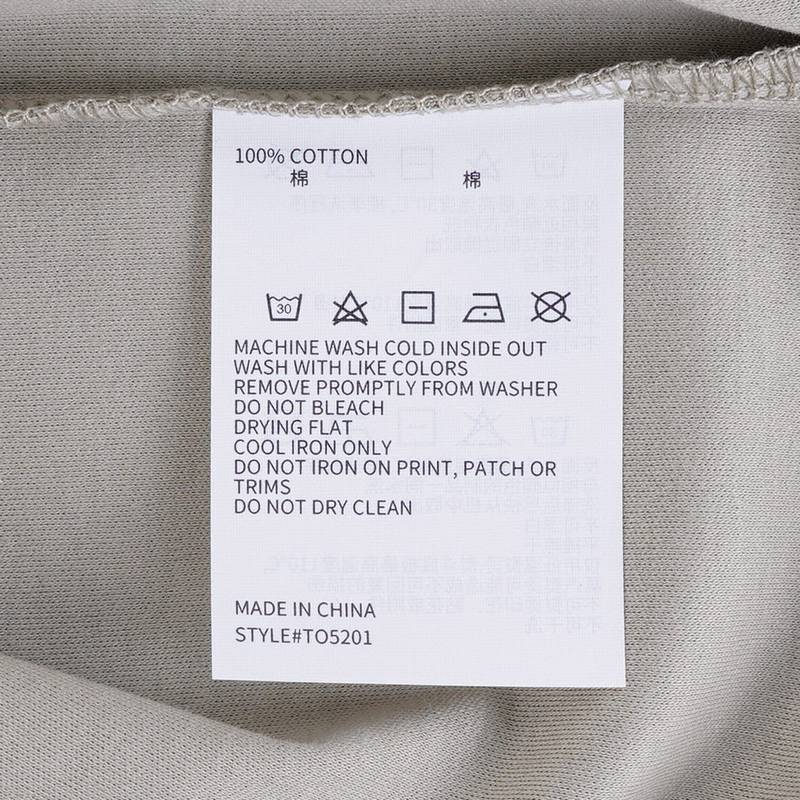 100% COTTON
棉 棉
30
MACHINE WASH COLD INSIDE OUT
WASH WITH LIKE COLORS
REMOVE PROMPTLY FROM WASHER
DO NOT BLEACH
DRYING FLAT
COOL IRON ONLY
DO NOT IRON ON PRINT, PATCH OR
TRIMS
DO NOT DRY CLEAN
MADE IN CHINA
STYLE#TO5201